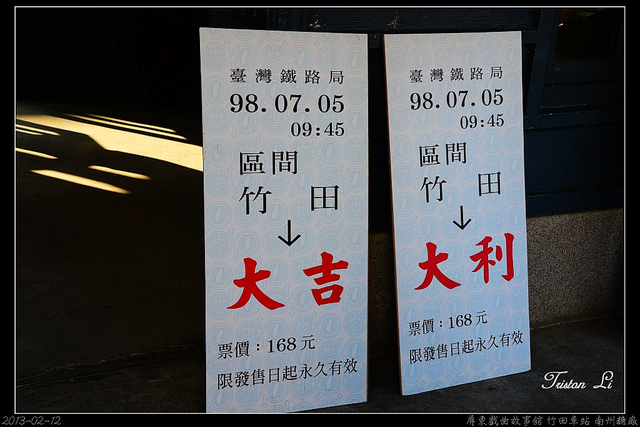 臺灣鐵路局
98.07.05
09:45
區間
竹 田
↓
大吉
票價：168元
限發售日起永久有效
臺灣鐵路局
98.07.05
09:45
區間
竹 田
↓
大利
票價：168元
限發售日起永久有效
Triston Li
2013-02-12
屏東戲曲故事館 竹田車站 南州糖廠